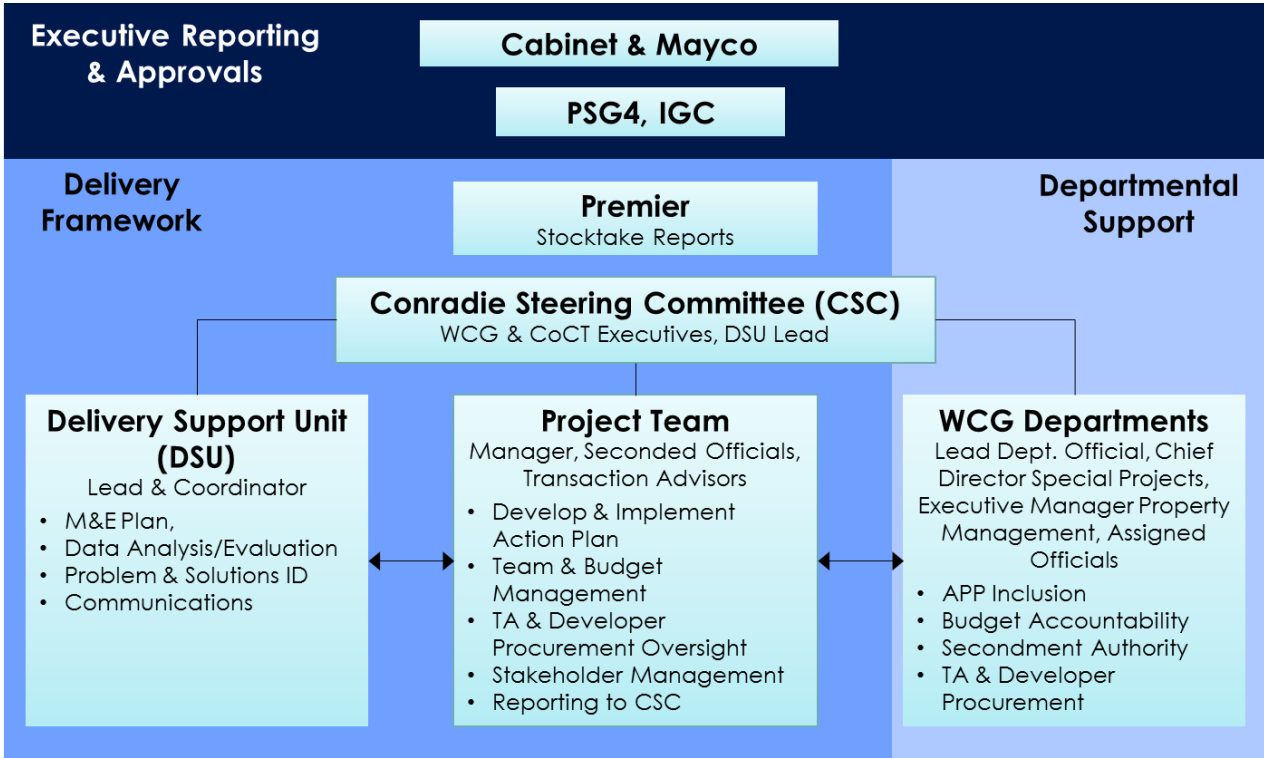 Executive Reporting
& Approvals
Cabinet & Mayco
PSG4, IGC
Delivery
Framework
Departmental
Support
Premier
Stocktake Reports
Conradie Steering Committee (CSC)
WCG & CoCT Executives, DSU Lead
Delivery Support Unit
(DSU)
Lead & Coordinator
• M&E Plan,
• Data Analysis/Evaluation
• Problem & Solutions ID
• Communications
Project Team
Manager, Seconded Officials,
Transaction Advisors
• Develop & Implement
Action Plan
• Team & Budget
Management
• TA & Developer
Procurement Oversight
• Stakeholder Management
• Reporting to CSC
WCG Departments
Lead Dept. Official, Chief
Director Special Projects,
Executive Manager Property
Management, Assigned
Officials
• APP Inclusion
• Budget Accountability
• Secondment Authority
• TA & Developer
Procurement